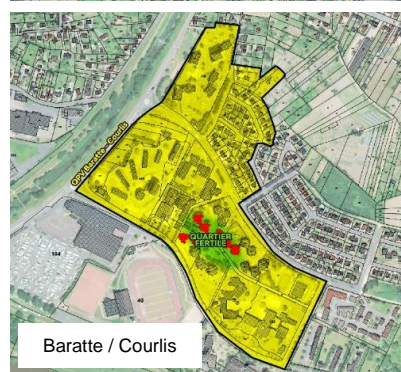 QPV Baratte - Courlis
QUARTIER
FERTILE
104
40
Baratte / Courlis